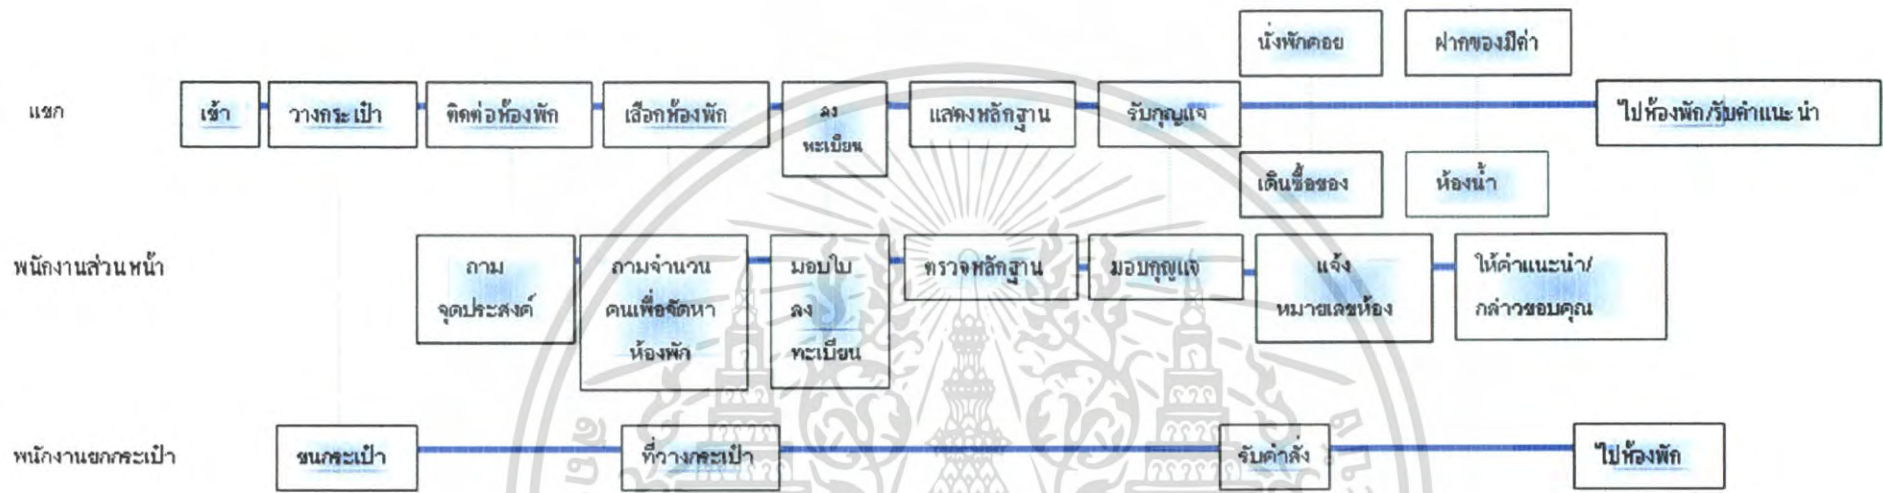 นั่งพักคอย
ฝากของมีค่า
แขก
เข้า
วางกระเป๋า
ติดต่อห้องพัก
เลือกห้องพัก
ลง
ทะเบียน
แสดงหลักฐาน
รับกุญแจ
ไปห้องพัก/รับคำแนะนำ
เดินซื้อของ
ห้องน้ำ
พนักงานส่วนหน้า
ถาม
จุดประสงค์
ถามจำนวน
คนเพื่อจัดหา
ห้องพัก
มอบใบ
ลง
ทะเบียน
ตรวจหลักฐาน
มอบกุญแจ
แจ้ง
หมายเลขห้อง
ให้คำแนะนำ/
กล่าวขอบคุณ
พนักงานยกกระเป๋า
ขนกระเป๋า
ที่วางกระเป๋า
รับคำสั่ง
ไปห้องพัก